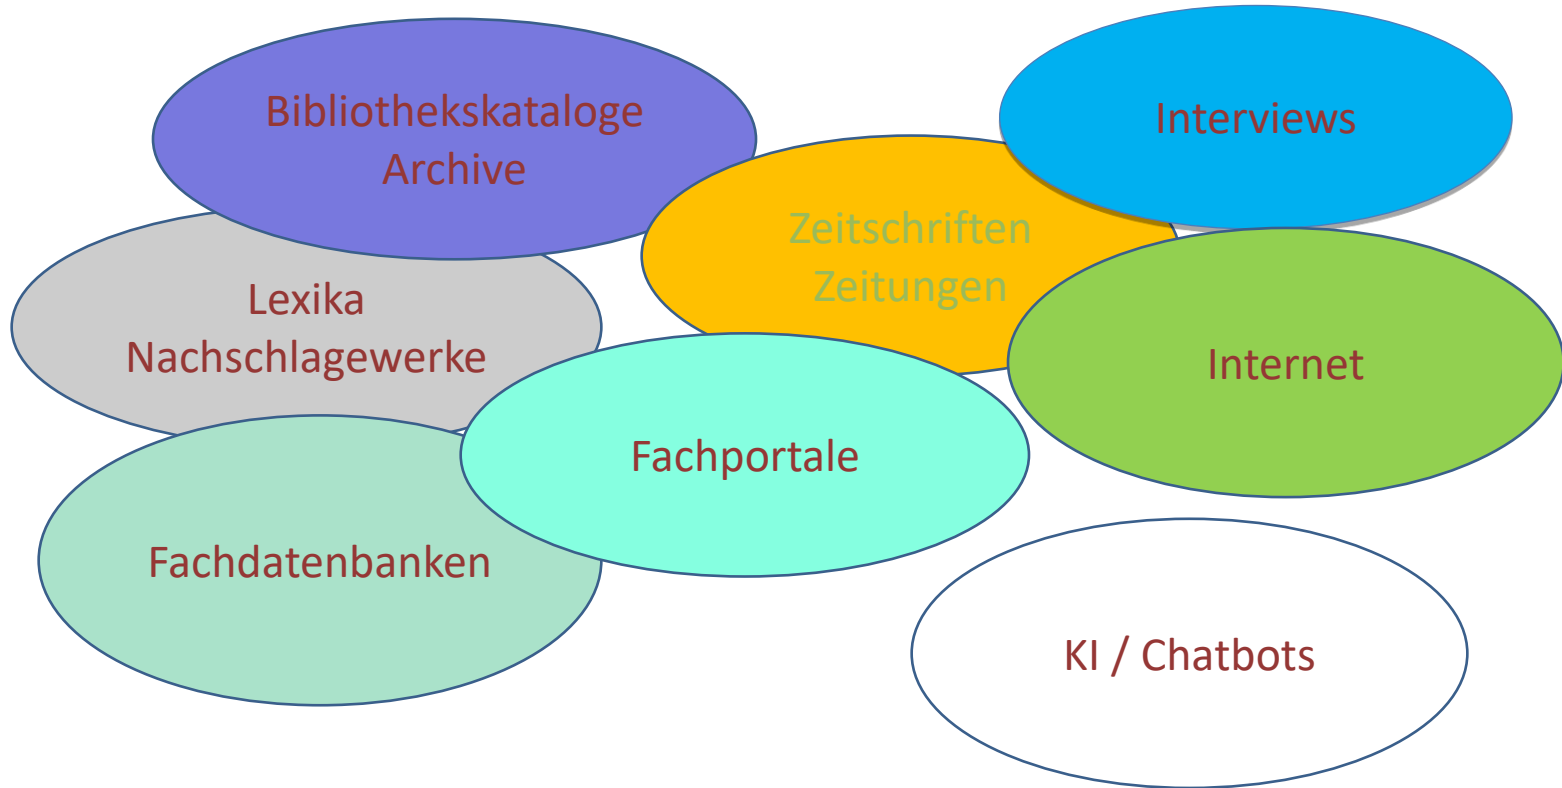 Bibliothekskataloge
Archive
Interviews
Zeitschriften
Zeitungen
Lexika
Nachschlagewerke
Internet
Fachportale
Fachdatenbanken
KI / Chatbots